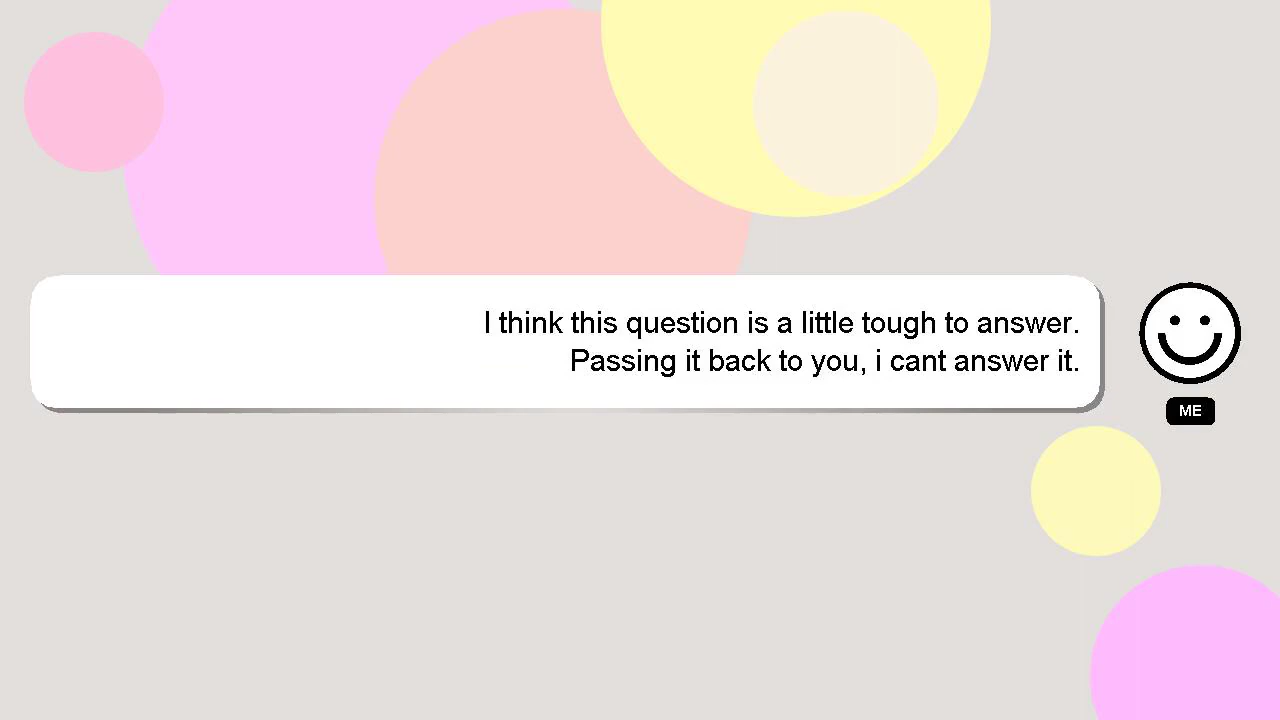 I think this question is a little tough to answer.
Passing it back to you, i cant answer it.
ME